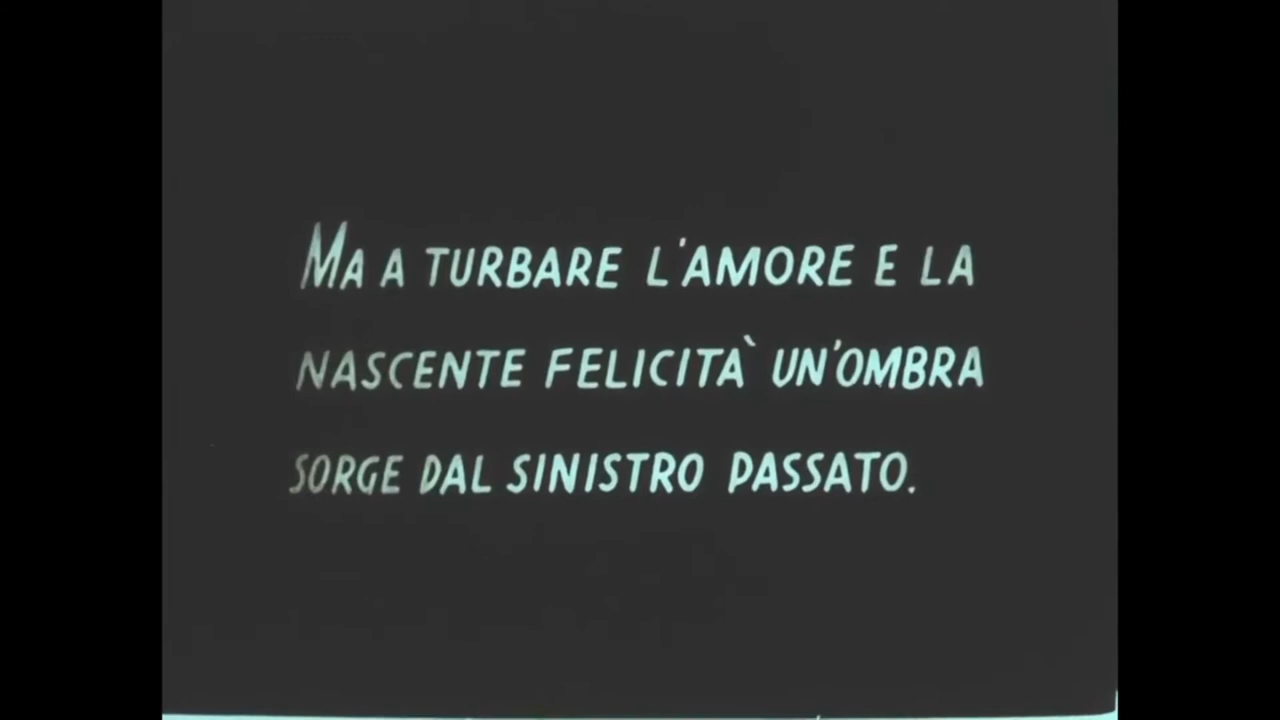 MA A TURBARE L'AMORE E LA
NASCENTE FELICITÀ UN'OMBRA
SORGE DAL SINISTRO PASSATO.